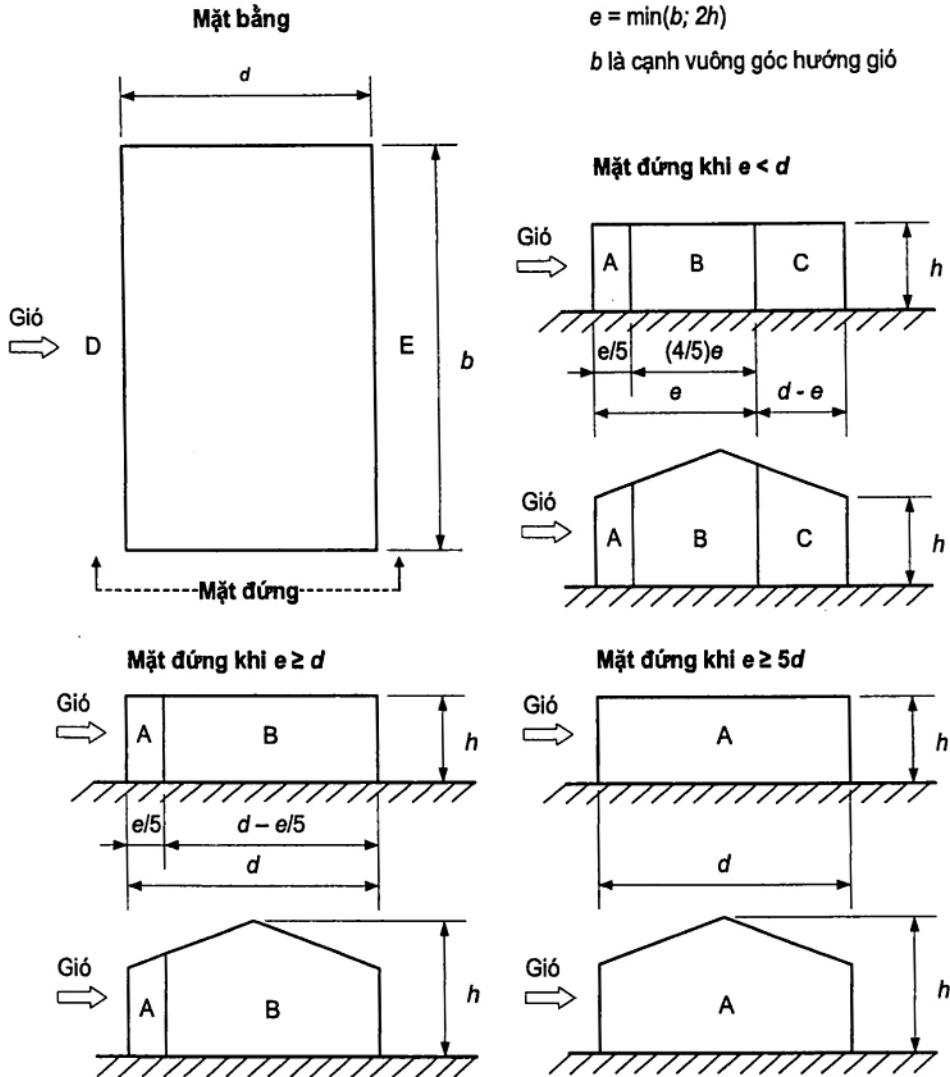 Mặt bằng
d
Gió
D
E
b
Mặt đứng
e = min(b; 2h)
b là cạnh vuông góc hướng gió
Mặt đứng khi e < d
Gió
A
B
C
h
e/5
(4/5)e
e
d - e
Gió
A
B
C
h
Mặt đứng khi e ≥ d
Gió
A
B
h
e/5
d – e/5
d
Gió
A
B
h
Mặt đứng khi e ≥ 5d
Gió
A
h
d
Gió
A
h